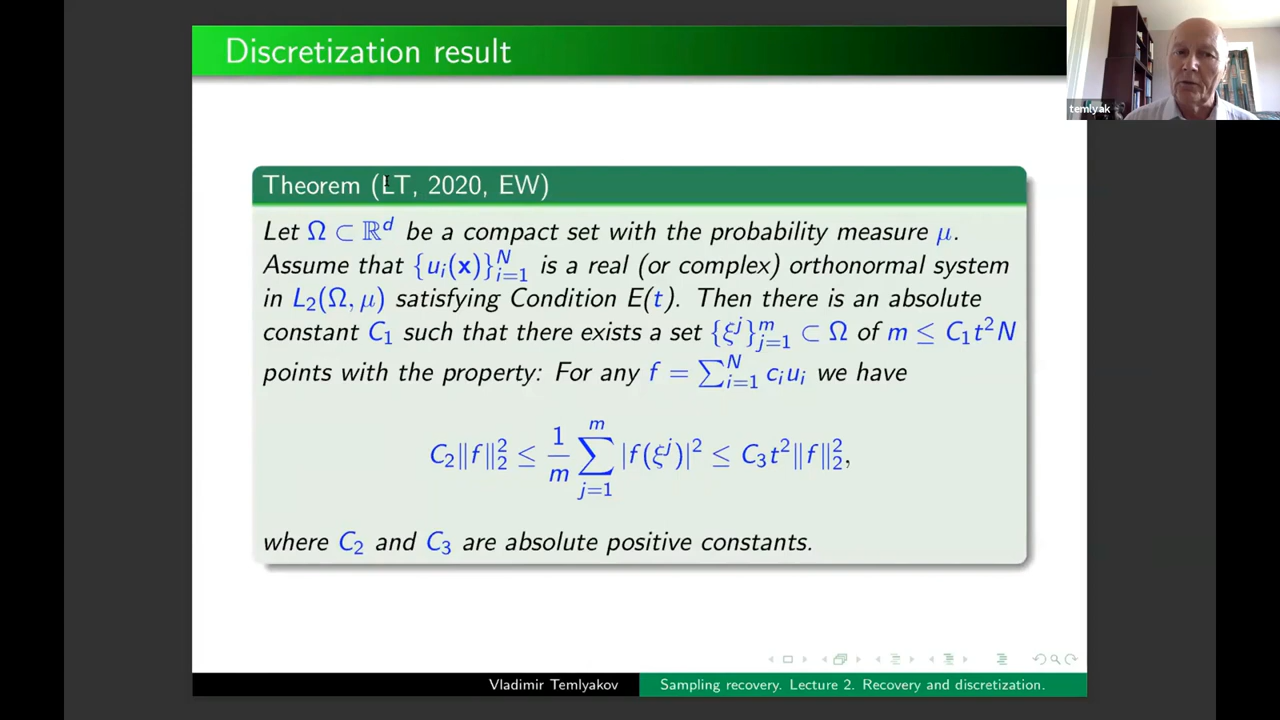 Discretization result
temlyak
Theorem (LT, 2020, EW)
Let Ω ⊂ ℝ^d be a compact set with the probability measure μ.
Assume that {u_i(x)}_{i=1}^N is a real (or complex) orthonormal system
in L_2(Ω, μ) satisfying Condition E(t). Then there is an absolute
constant C_1 such that there exists a set {ξ^j}_{j=1}^m ⊂ Ω of m ≤ C_1t^2N
points with the property: For any f = ∑_{i=1}^N c_iu_i we have
C_2‖f‖_2^2 ≤ \frac{1}{m} ∑_{j=1}^m |f(ξ^j)|^2 ≤ C_3t^2‖f‖_2^2,
where C_2 and C_3 are absolute positive constants.
Vladimir Temlyakov
Sampling recovery. Lecture 2. Recovery and discretization.